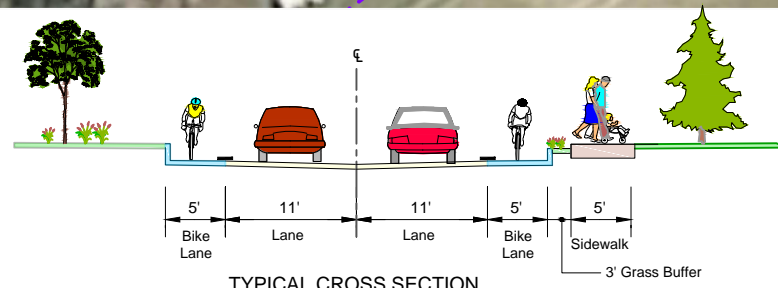 ℄
5' 11' 11' 5' 5'
Bike Lane Lane Lane Bike Lane Sidewalk
3' Grass Buffer
TYPICAL CROSS SECTION